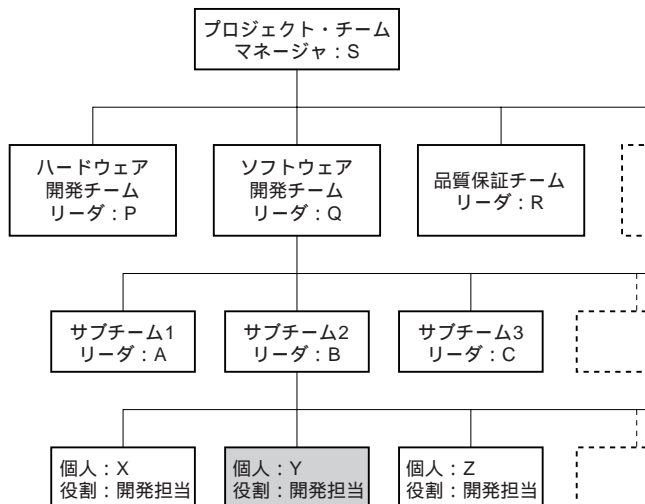 プロジェクト・チーム
マネージャ：S
ハードウェア
開発チーム
リーダ：P
ソフトウェア
開発チーム
リーダ：Q
品質保証チーム
リーダ：R
サブチーム1
リーダ：A
サブチーム2
リーダ：B
サブチーム3
リーダ：C
個人：X
役割：開発担当
個人：Y
役割：開発担当
個人：Z
役割：開発担当